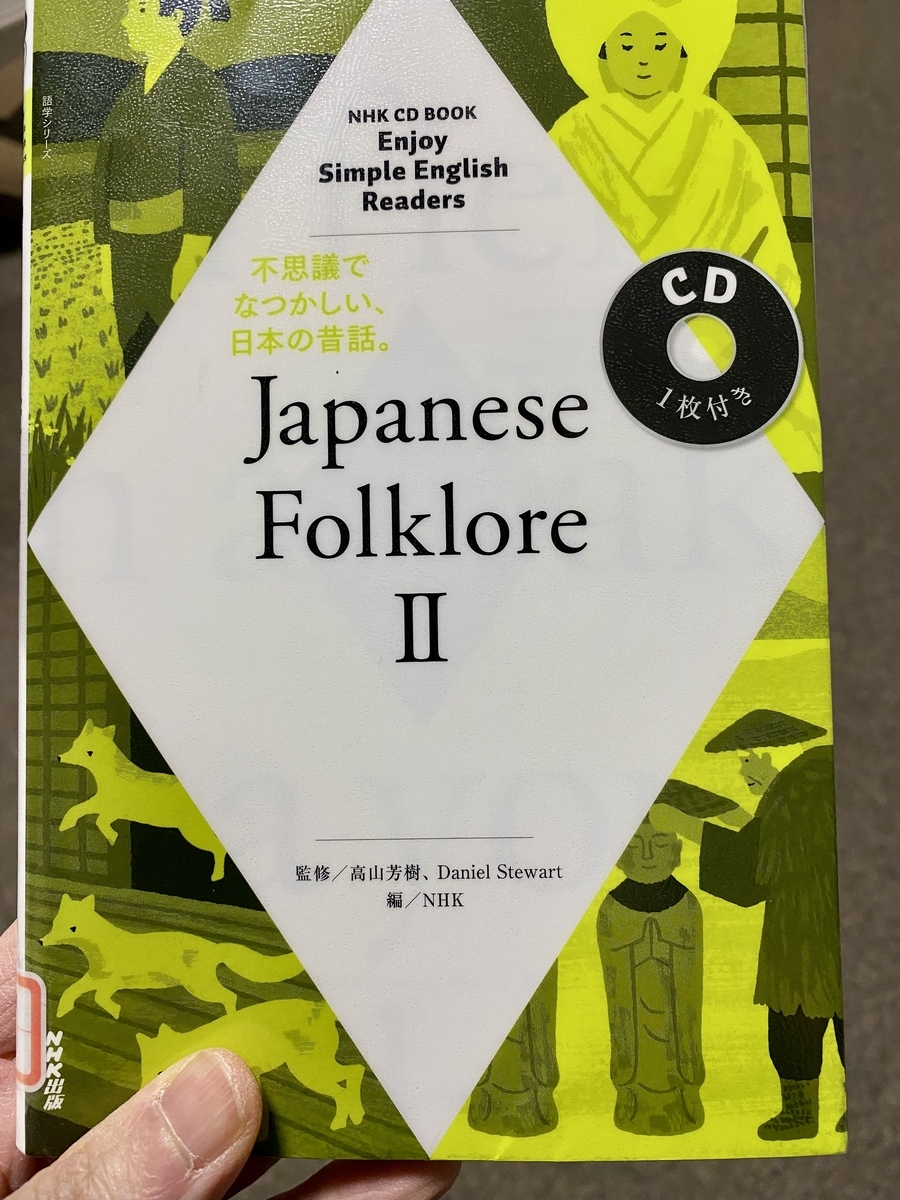 語学シリーズ
NHK CD BOOK
Enjoy
Simple English
Readers
不思議で
なつかしい、
日本の昔話。
CD
1枚付き
Japanese
Folklore
II
監修／高山芳樹、Daniel Stewart
編／NHK
NHK出版